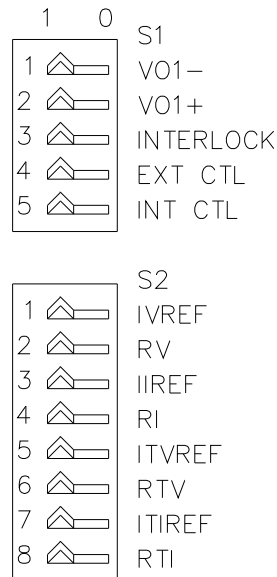 1 0
S1
1 VO1-
2 VO1+
3 INTERLOCK
4 EXT CTL
5 INT CTL
S2
1 IVREF
2 RV
3 IIREF
4 RI
5 ITVREF
6 RTV
7 ITIREF
8 RTI